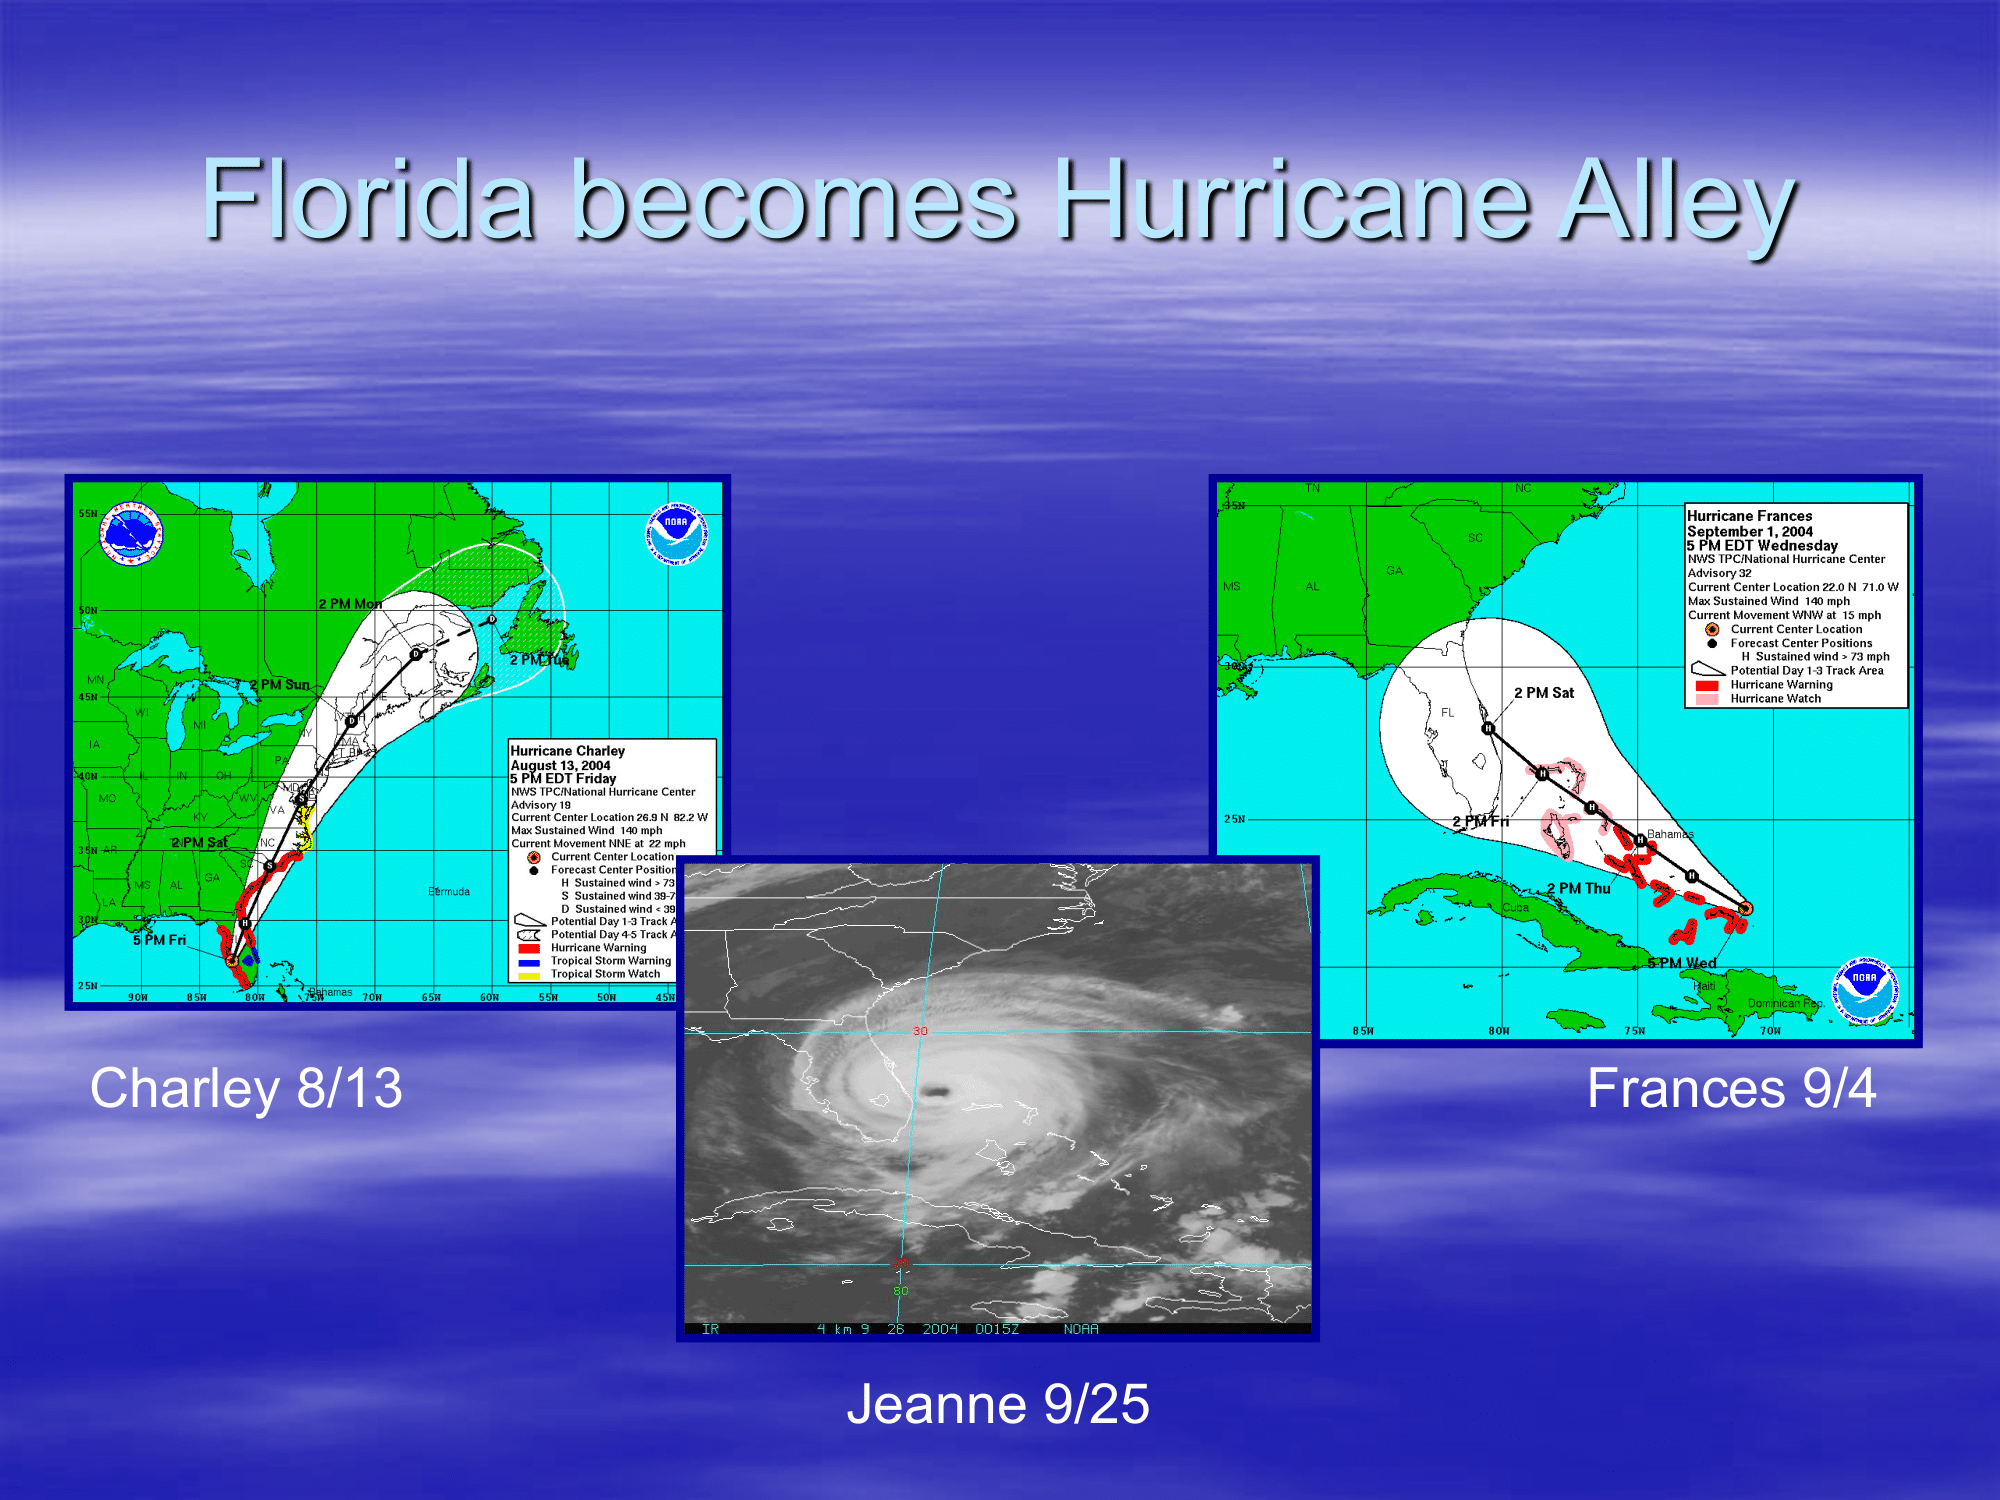 Florida becomes Hurricane Alley
55N
50N
45N
40N
35N
30N
25N
90W 85W 80W 75W 70W 65W 60W 55W 50W 45W
NOAA
2 PM Mon
2 PM Tue
2 PM Sun
2 PM Sat
5 PM Fri
MN
WI
MI
IA
IL
IN
OH
PA
NY
MA
MO
KY
WV
VA
NC
SC
AR
MS
AL
GA
LA
Bermuda
Bahamas
Hurricane Charley
August 13, 2004
5 PM EDT Friday
NWS TPC/National Hurricane Center
Advisory 19
Current Center Location 26.9 N 82.2 W
Max Sustained Wind 140 mph
Current Movement NNE at 22 mph
Current Center Location
Forecast Center Position
H Sustained wind > 73
S Sustained wind 39-7
D Sustained wind < 39
Potential Day 1-3 Track A
Potential Day 4-5 Track A
Hurricane Warning
Tropical Storm Warning
Tropical Storm Watch
Charley 8/13
TN
NC
SC
GA
AL
MS
FL
35N
30N
25N
85W 80W 75W 70W
Hurricane Frances
September 1, 2004
5 PM EDT Wednesday
NWS TPC/National Hurricane Center
Advisory 32
Current Center Location 22.0 N 71.0 W
Max Sustained Wind 140 mph
Current Movement WNW at 15 mph
Current Center Location
Forecast Center Positions
H Sustained wind > 73 mph
Potential Day 1-3 Track Area
Hurricane Warning
Hurricane Watch
2 PM Sat
2 PM Fri
2 PM Thu
5 PM Wed
Bahamas
Cuba
Haiti
Dominican Rep.
NOAA
Frances 9/4
30
80
IR 4 km 9 26 2004 0015Z NOAA
Jeanne 9/25